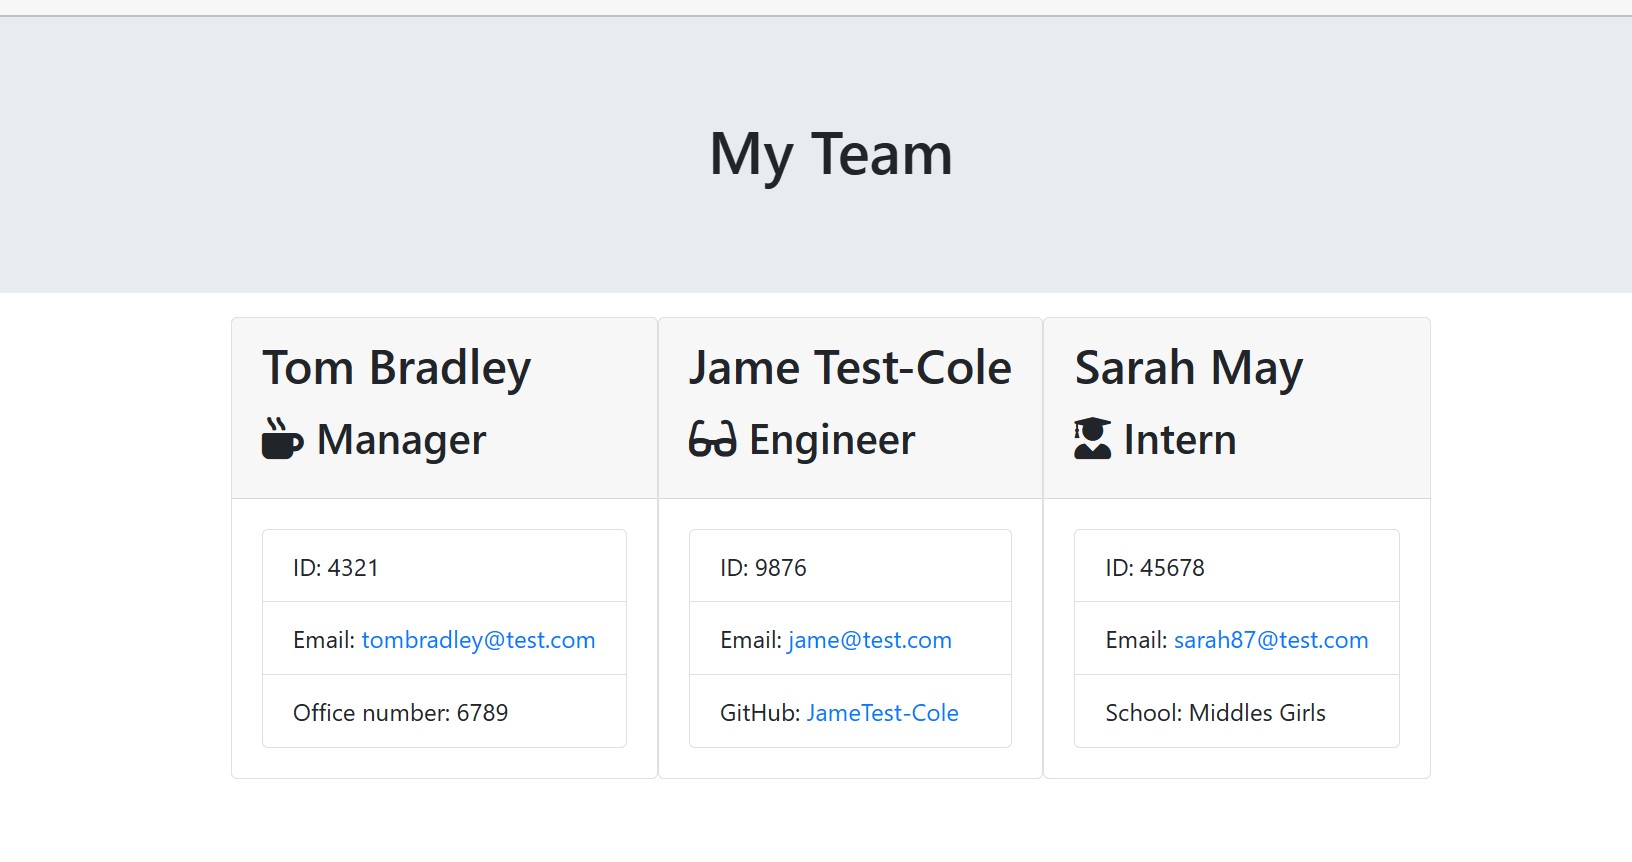 My Team
Tom Bradley
Manager
ID: 4321
Email: tombradley@test.com
Office number: 6789
Jame Test-Cole
Engineer
ID: 9876
Email: jame@test.com
GitHub: JameTest-Cole
Sarah May
Intern
ID: 45678
Email: sarah87@test.com
School: Middles Girls